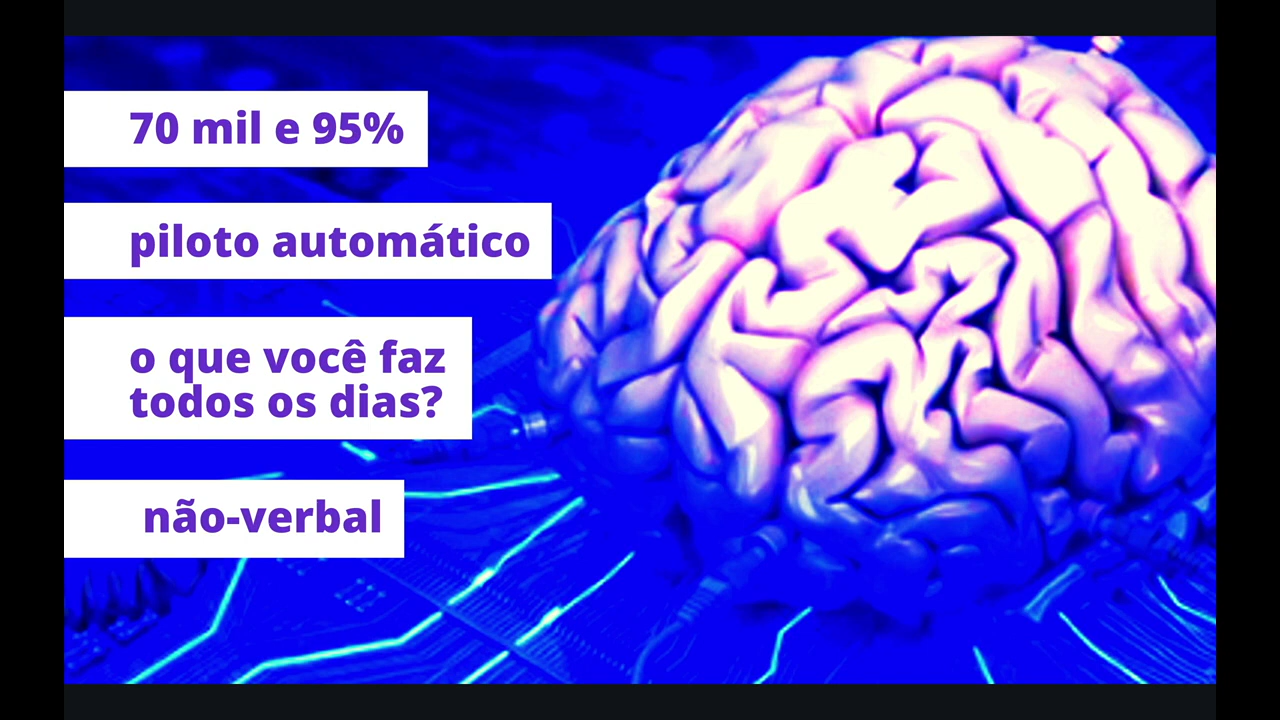 70 mil e 95%
piloto automático
o que você faz
todos os dias?
não-verbal